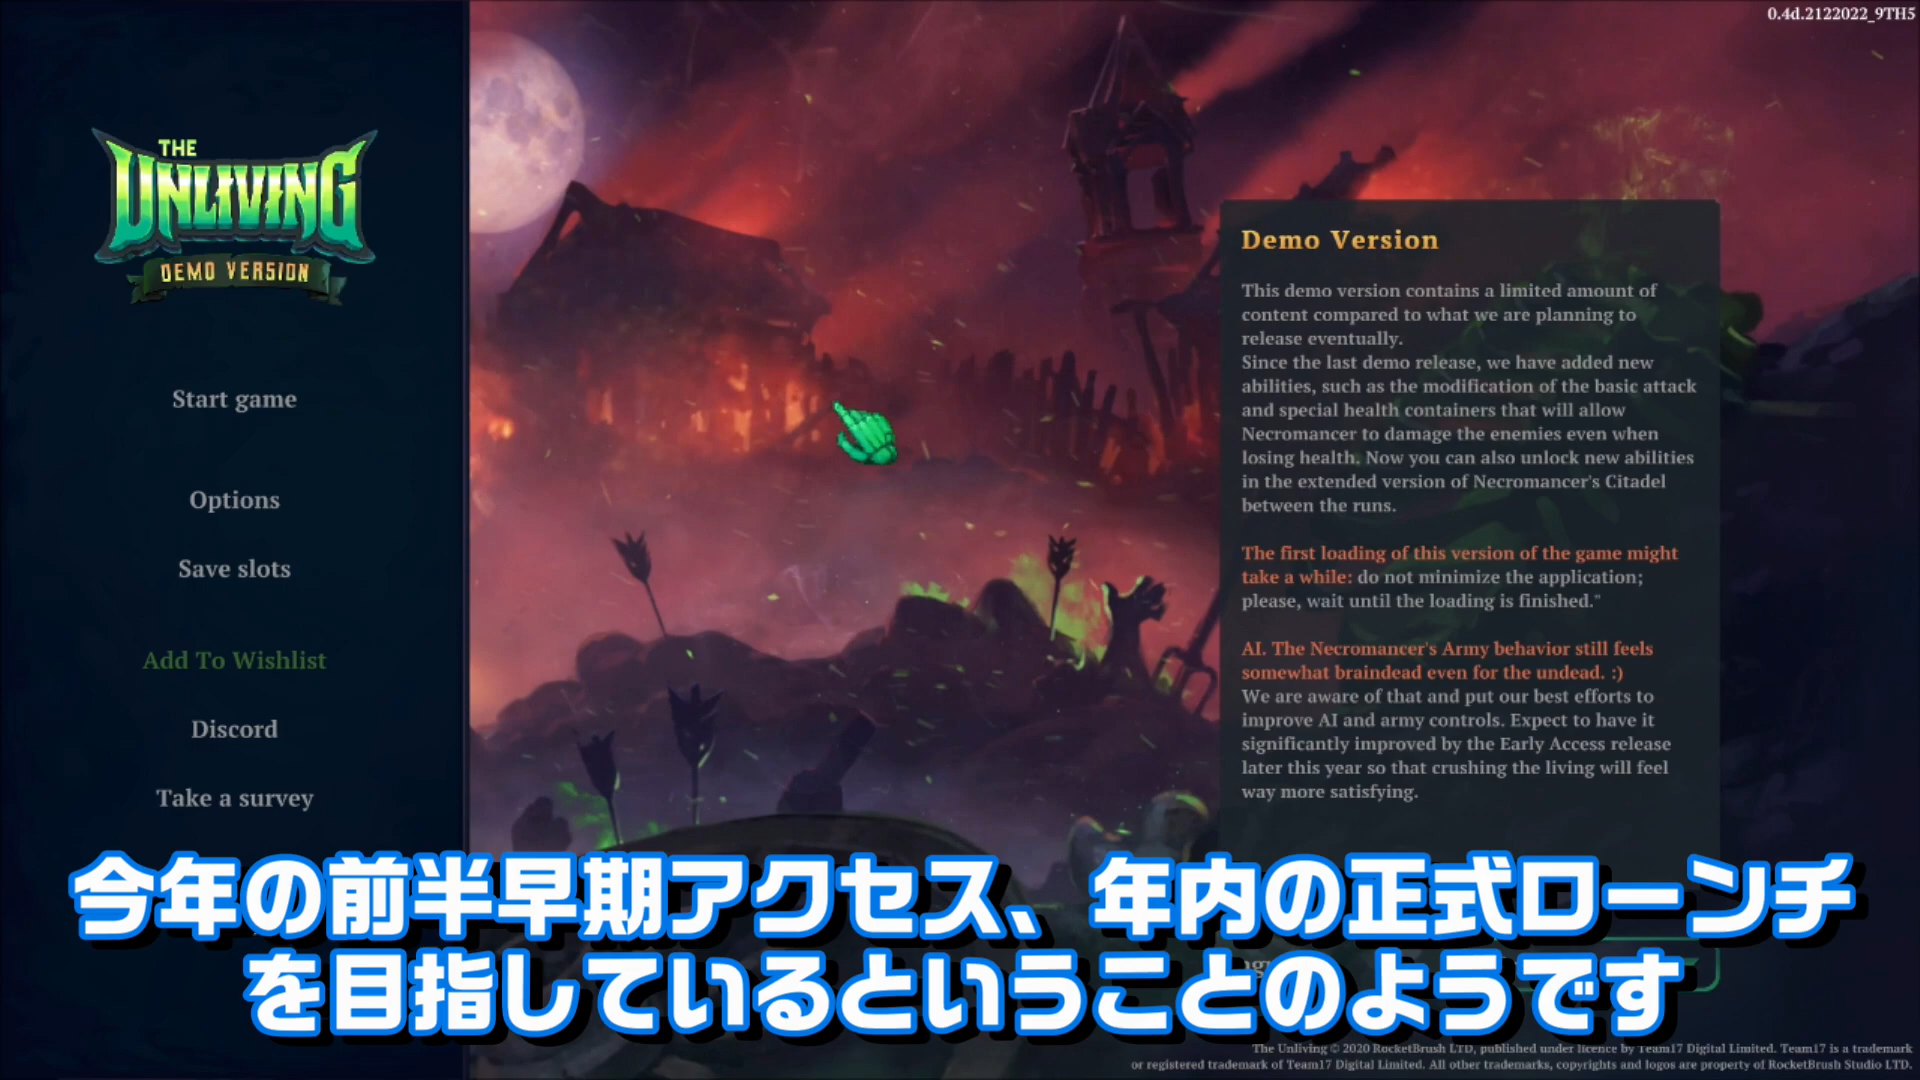 0.4d.2122022_9TH5
THE
UNLIVING
DEMO VERSION
Start game
Options
Save slots
Add To Wishlist
Discord
Take a survey
Demo Version
This demo version contains a limited amount of
content compared to what we are planning to
release eventually.
Since the last demo release, we have added new
abilities, such as the modification of the basic attack
and special health containers that will allow
Necromancer to damage the enemies even when
losing health. Now you can also unlock new abilities
in the extended version of Necromancer's Citadel
between the runs.
The first loading of this version of the game might
take a while: do not minimize the application;
please, wait until the loading is finished."
AI. The Necromancer's Army behavior still feels
somewhat braindead even for the undead. :)
We are aware of that and put our best efforts to
improve AI and army controls. Expect to have it
significantly improved by the Early Access release
later this year so that crushing the living will feel
way more satisfying.
今年の前半早期アクセス、年内の正式ローンチ
を目指しているということのようです
The Unliving © 2020 RocketBrush LTD, published under licence by Team17 Digital Limited. Team17 is a trademark
or registered trademark of Team17 Digital Limited. All other trademarks, copyrights and logos are property of RocketBrush Studio LTD.